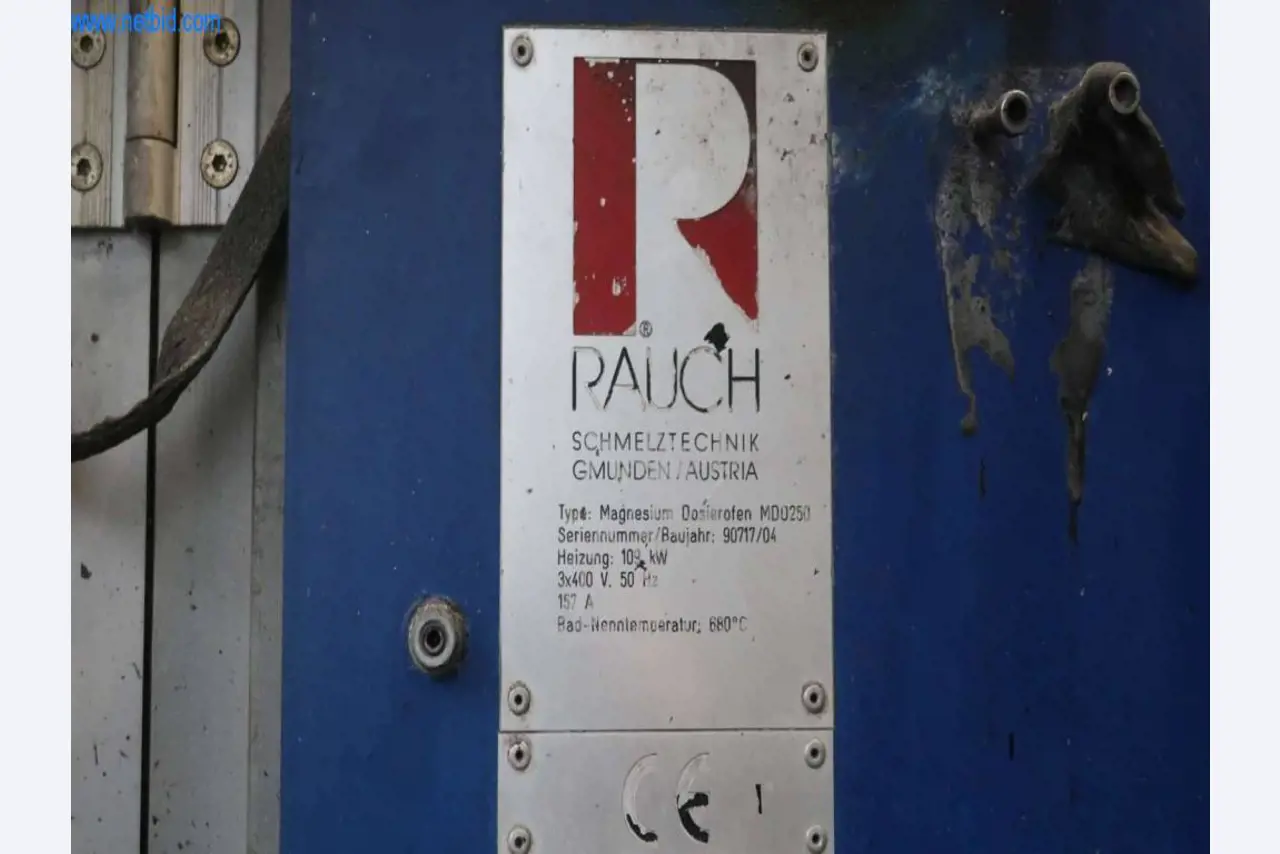 www.netbid.com
R
®
RAUCH
SCHMELZTECHNIK
GMUNDEN/AUSTRIA
Type: Magnesium Dosierofen MDO250
Seriennummer/Baujahr: 90717/04
Heizung: 109 kW
3x400 V. 50 Hz
157 A
Bad-Nenntemperatur: 680°C
CE